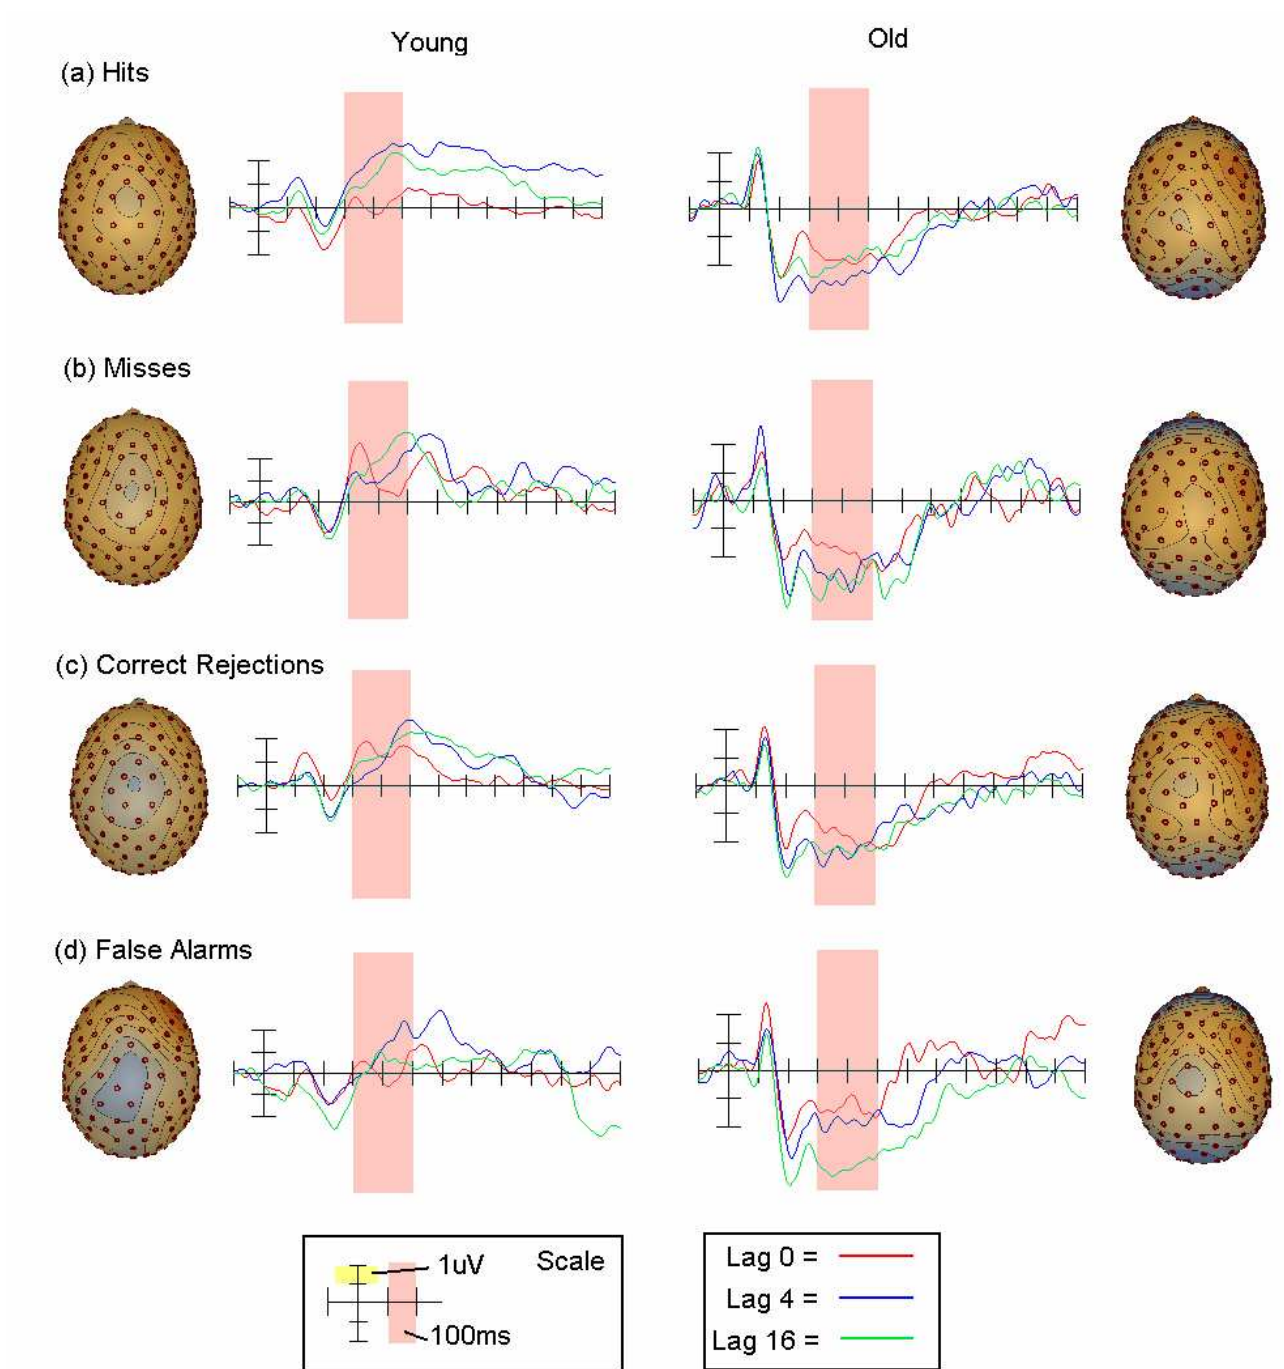 Young
Old
(a) Hits
(b) Misses
(c) Correct Rejections
(d) False Alarms
1uV
Scale
100ms
Lag 0 =
Lag 4 =
Lag 16 =